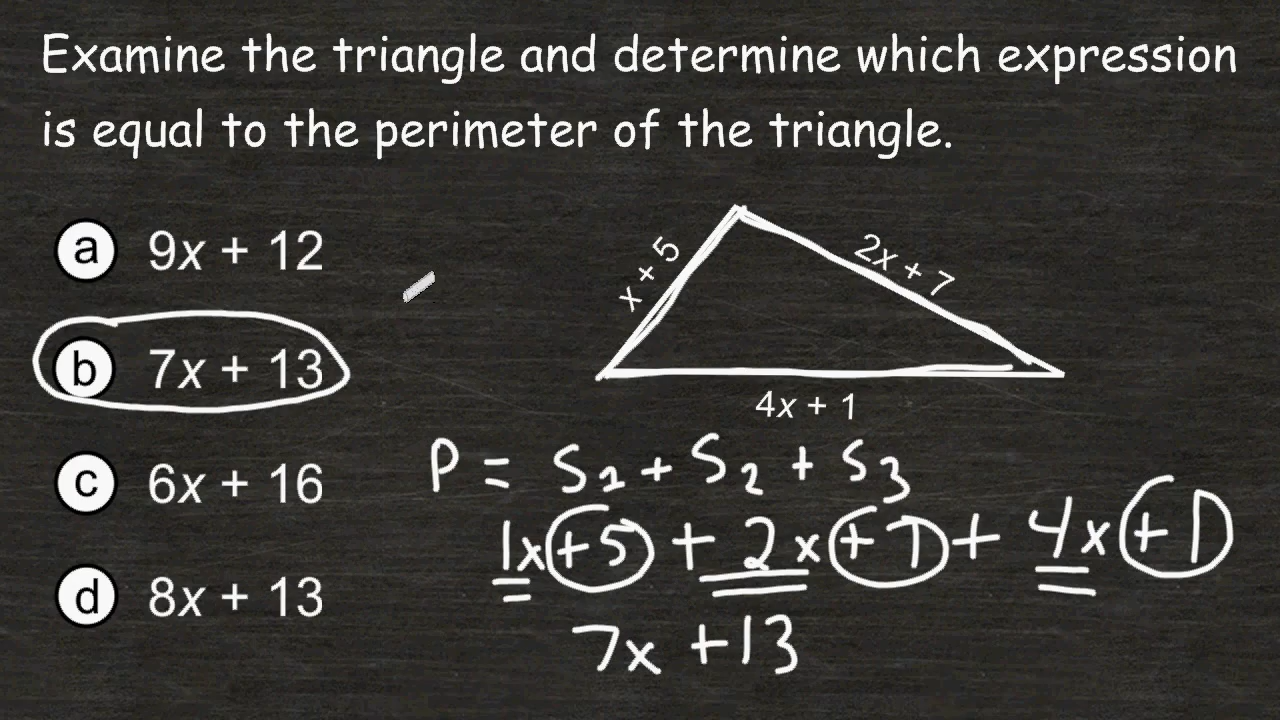 Examine the triangle and determine which expression
is equal to the perimeter of the triangle.
a 9x + 12
b 7x + 13
c 6x + 16
d 8x + 13
x + 5
2x + 7
4x + 1
P = S1 + S2 + S3
1x + 5 + 2x + 7 + 4x + 1
7x + 13